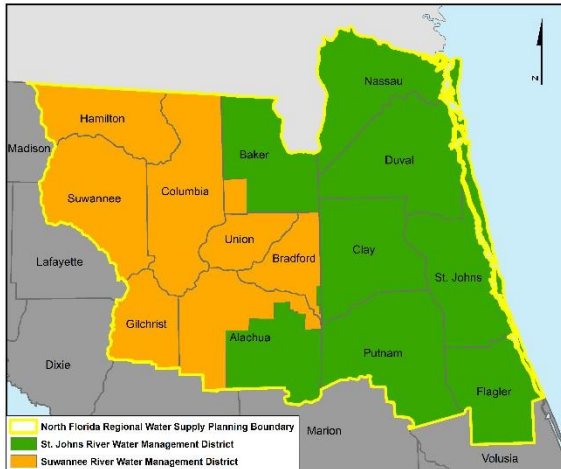 Nassau
Hamilton
Madison
Baker
Duval
Columbia
Suwannee
Union
Clay
Bradford
Lafayette
St. Johns
Gilchrist
Alachua
Putnam
Dixie
Flagler
Marion
Volusia
N
North Florida Regional Water Supply Planning Boundary
St. Johns River Water Management District
Suwannee River Water Management District